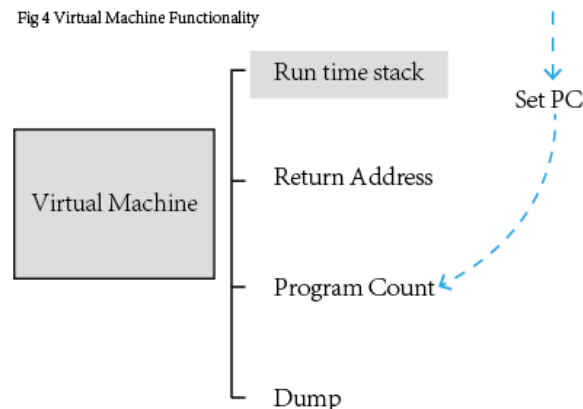 Fig 4 Virtual Machine Functionality
Run time stack
Set PC
Return Address
Virtual Machine
Program Count
Dump